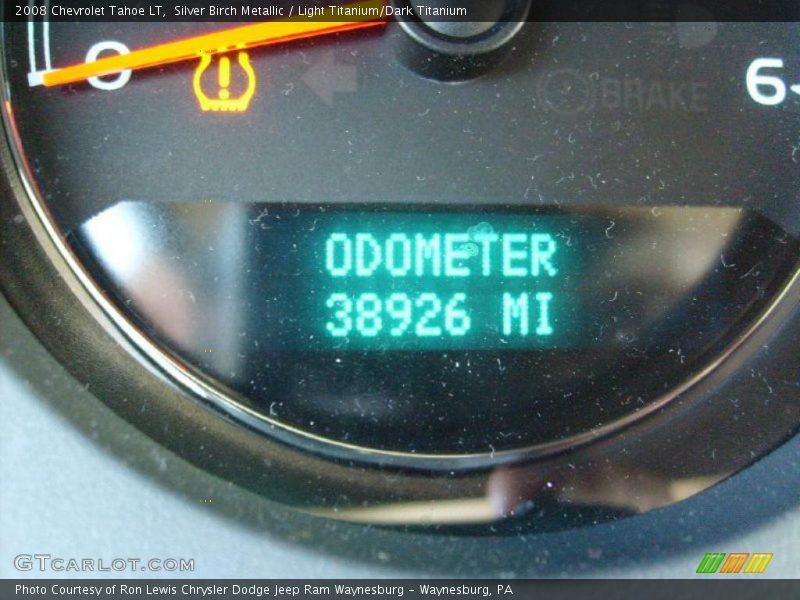 2008 Chevrolet Tahoe LT,  Silver Birch Metallic / Light Titanium/Dark Titanium
0
BRAKE
6
ODOMETER
38926 MI
GTCARLOT.COM
Photo Courtesy of Ron Lewis Chrysler Dodge Jeep Ram Waynesburg - Waynesburg, PA